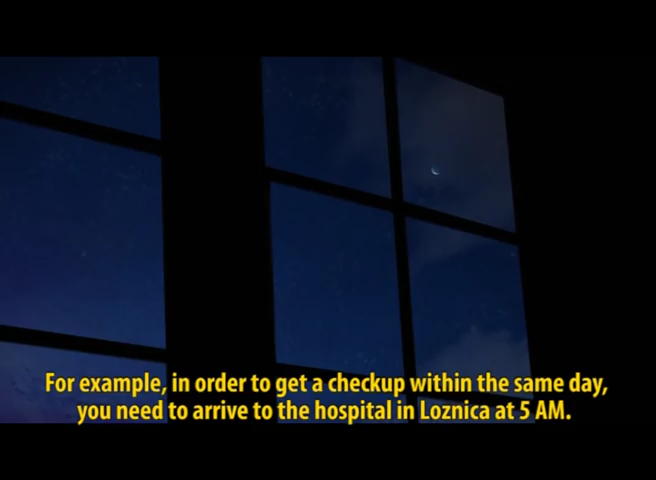 For example, in order to get a checkup within the same day,
you need to arrive to the hospital in Loznica at 5 AM.